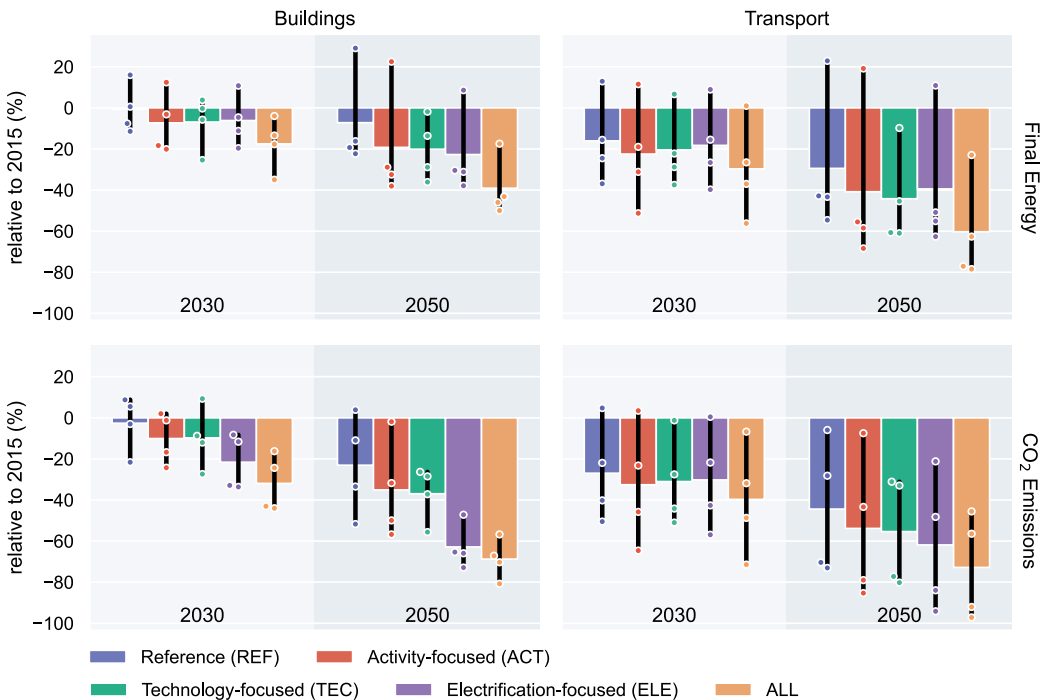 Buildings
Transport
relative to 2015 (%)
20
0
−20
−40
−60
−80
−100
2030
2050
2030
2050
Final Energy
relative to 2015 (%)
20
0
−20
−40
−60
−80
−100
2030
2050
2030
2050
CO₂ Emissions
Reference (REF)
Activity-focused (ACT)
Technology-focused (TEC)
Electrification-focused (ELE)
ALL